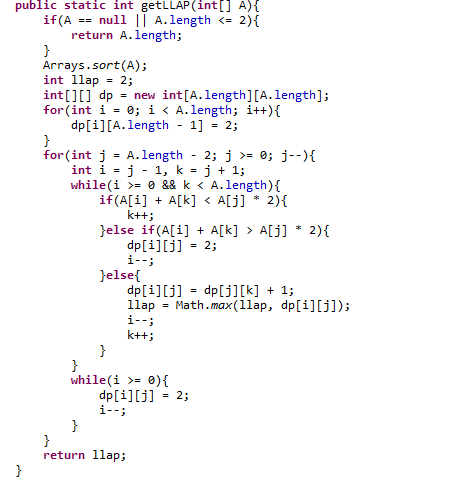 public static int getLLAP(int[] A){
    if(A == null || A.length <= 2){
        return A.length;
    }
    Arrays.sort(A);
    int llap = 2;
    int[][] dp = new int[A.length][A.length];
    for(int i = 0; i < A.length; i++){
        dp[i][A.length - 1] = 2;
    }
    for(int j = A.length - 2; j >= 0; j--){
        int i = j - 1, k = j + 1;
        while(i >= 0 && k < A.length){
            if(A[i] + A[k] < A[j] * 2){
                k++;
            }else if(A[i] + A[k] > A[j] * 2){
                dp[i][j] = 2;
                i--;
            }else{
                dp[i][j] = dp[j][k] + 1;
                llap = Math.max(llap, dp[i][j]);
                i--;
                k++;
            }
        }
        while(i >= 0){
            dp[i][j] = 2;
            i--;
        }
    }
    return llap;
}